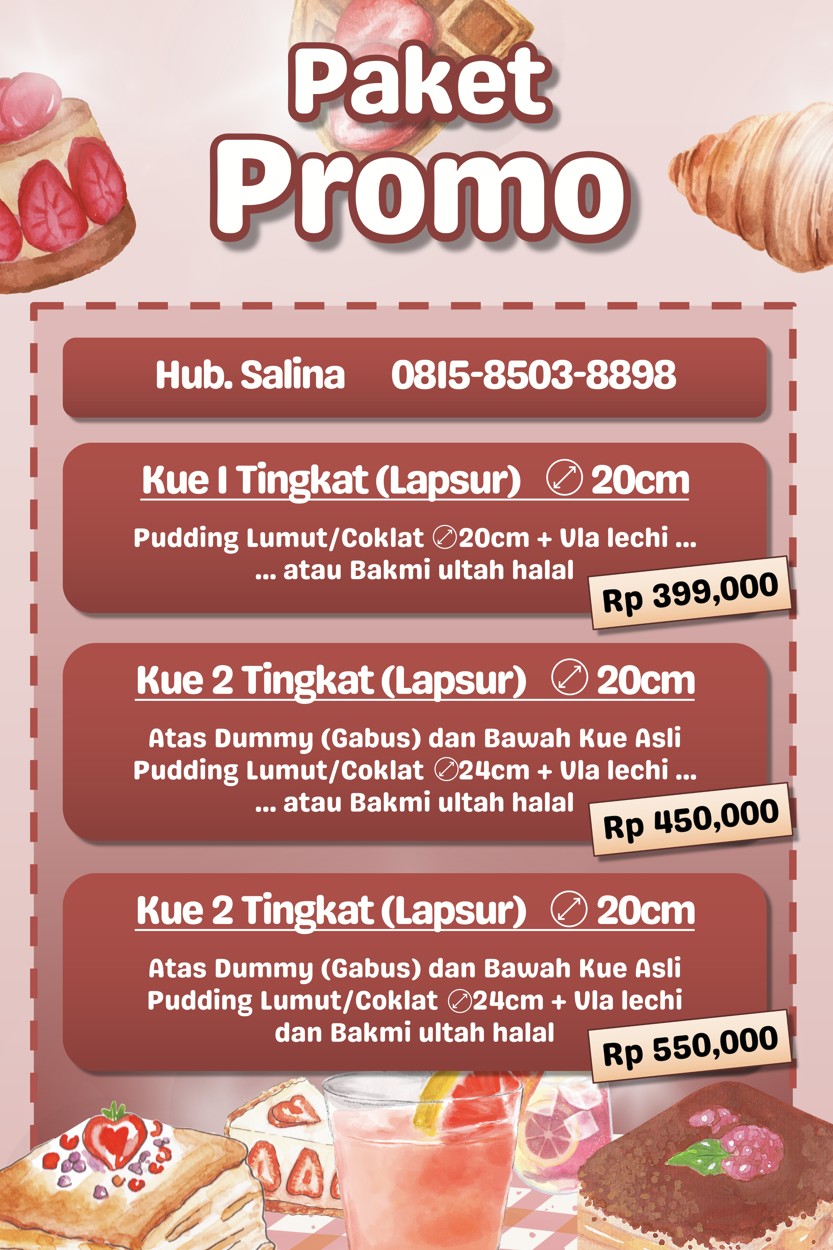 Paket
Promo
Hub. Salina 0815-8503-8898
Kue 1 Tingkat (Lapsur) ⌀ 20cm
Pudding Lumut/Coklat ⌀20cm + Vla lechi ...
... atau Bakmi ultah halal
Rp 399,000
Kue 2 Tingkat (Lapsur) ⌀ 20cm
Atas Dummy (Gabus) dan Bawah Kue Asli
Pudding Lumut/Coklat ⌀24cm + Vla lechi ...
... atau Bakmi ultah halal
Rp 450,000
Kue 2 Tingkat (Lapsur) ⌀ 20cm
Atas Dummy (Gabus) dan Bawah Kue Asli
Pudding Lumut/Coklat ⌀24cm + Vla lechi
dan Bakmi ultah halal
Rp 550,000